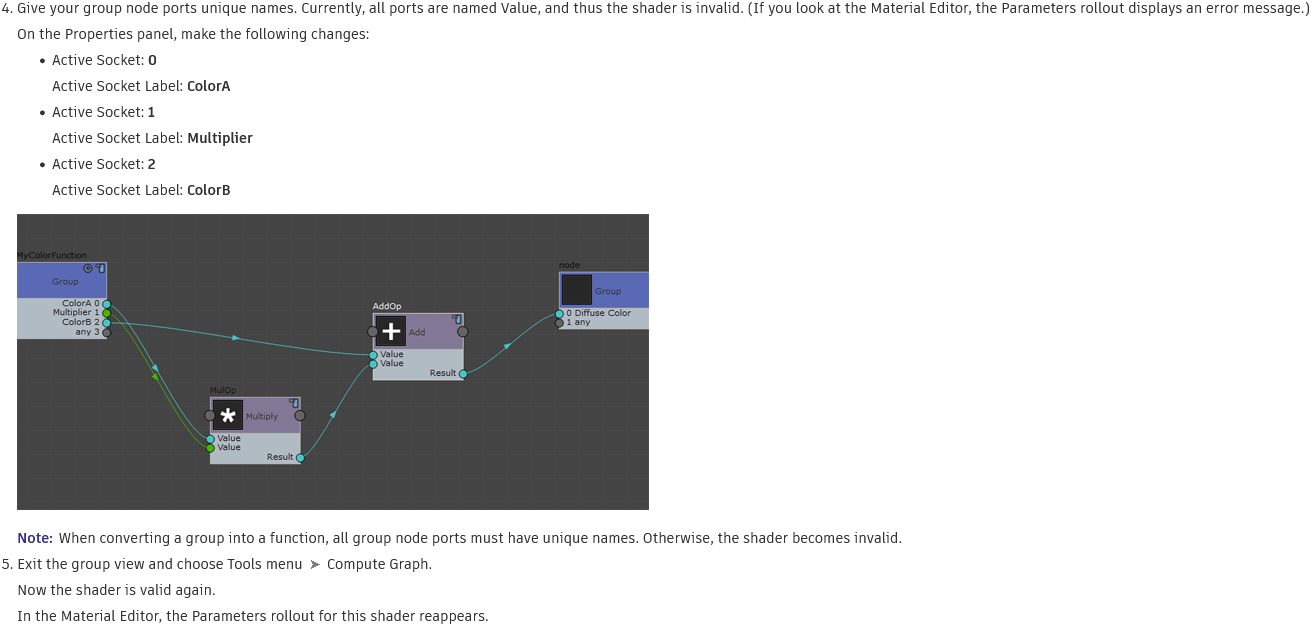 4. Give your group node ports unique names. Currently, all ports are named Value, and thus the shader is invalid. (If you look at the Material Editor, the Parameters rollout displays an error message.)
On the Properties panel, make the following changes:
• Active Socket: 0
Active Socket Label: ColorA
• Active Socket: 1
Active Socket Label: Multiplier
• Active Socket: 2
Active Socket Label: ColorB
MyColorFunction
Group
ColorA 0
Multiplier 1
ColorB 2
any 3
MulOp
* Multiply
Value
Value
Result
AddOp
+ Add
Value
Value
Result
node
Group
0 Diffuse Color
1 any
Note: When converting a group into a function, all group node ports must have unique names. Otherwise, the shader becomes invalid.
5. Exit the group view and choose Tools menu ➤ Compute Graph.
Now the shader is valid again.
In the Material Editor, the Parameters rollout for this shader reappears.